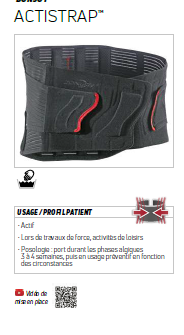 ACTISTRAP™
USAGE / PROFIL PATIENT
- Actif
- Lors de travaux de force, activités de loisirs
- Posologie : port durant les phases algiques
3 à 4 semaines, puis en usage préventif en fonction
des circonstances
Vidéo de
mise en place